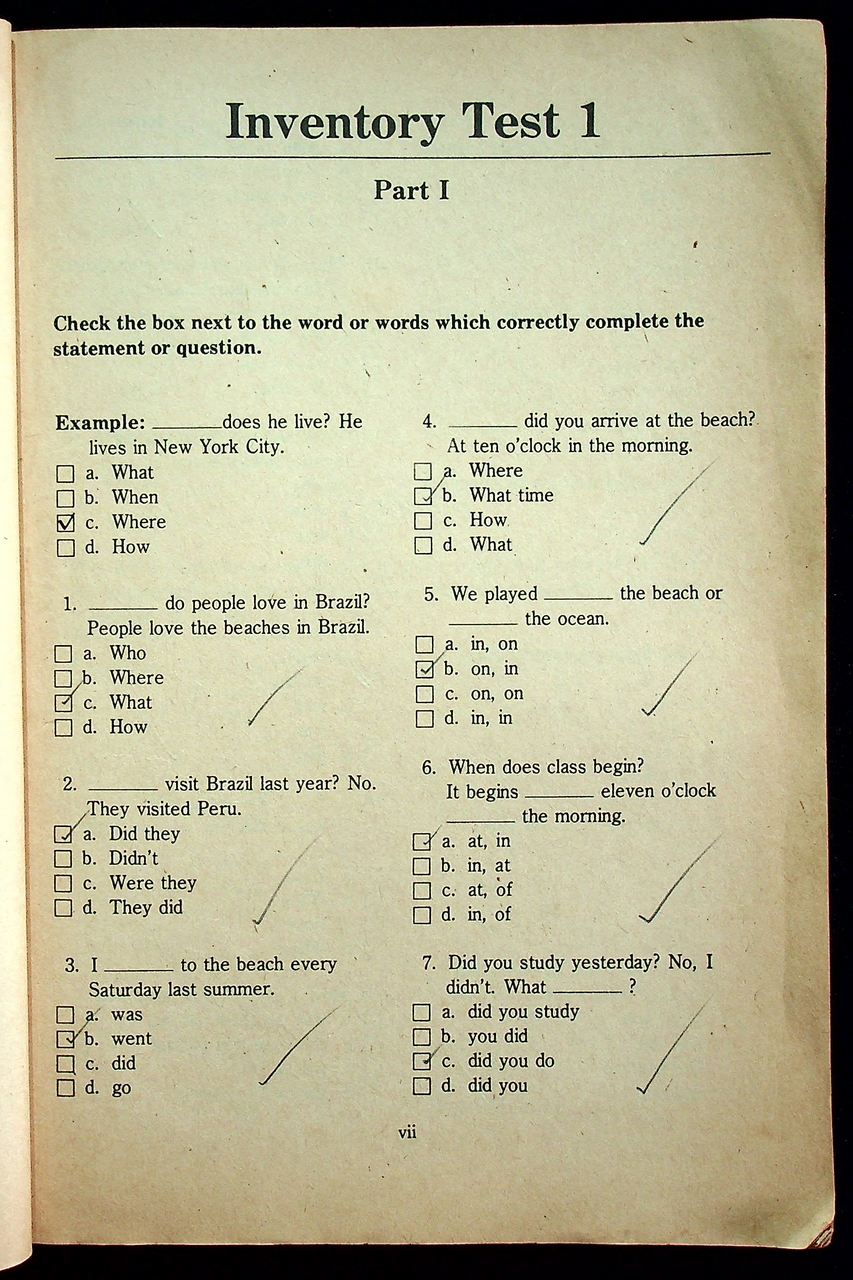 Inventory Test 1
Part I
Check the box next to the word or words which correctly complete the
statement or question.
Example: ______does he live? He
lives in New York City.
☐ a. What
☐ b. When
☑ c. Where
☐ d. How
1. ______ do people love in Brazil?
People love the beaches in Brazil.
☐ a. Who
☐ b. Where
☑ c. What
☐ d. How
2. ______ visit Brazil last year? No.
They visited Peru.
☑ a. Did they
☐ b. Didn't
☐ c. Were they
☐ d. They did
3. I ______ to the beach every
Saturday last summer.
☐ a. was
☑ b. went
☐ c. did
☐ d. go
4. ______ did you arrive at the beach?
At ten o'clock in the morning.
☐ a. Where
☑ b. What time
☐ c. How
☐ d. What
5. We played ______ the beach or
______ the ocean.
☐ a. in, on
☑ b. on, in
☐ c. on, on
☐ d. in, in
6. When does class begin?
It begins ______ eleven o'clock
______ the morning.
☑ a. at, in
☐ b. in, at
☐ c. at, of
☐ d. in, of
7. Did you study yesterday? No, I
didn't. What ______ ?
☐ a. did you study
☐ b. you did
☑ c. did you do
☐ d. did you
vii